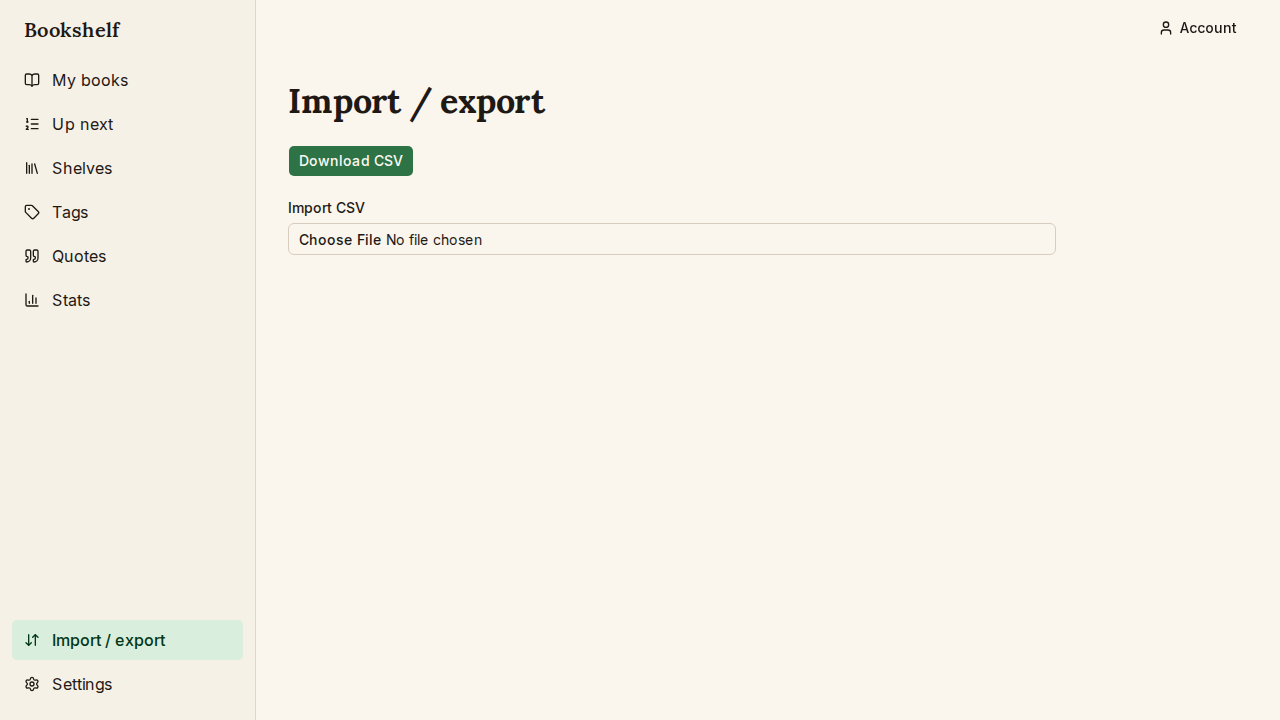 Bookshelf
My books
Up next
Shelves
Tags
Quotes
Stats
Import / export
Settings
Account
Import / export
Download CSV
Import CSV
Choose File No file chosen